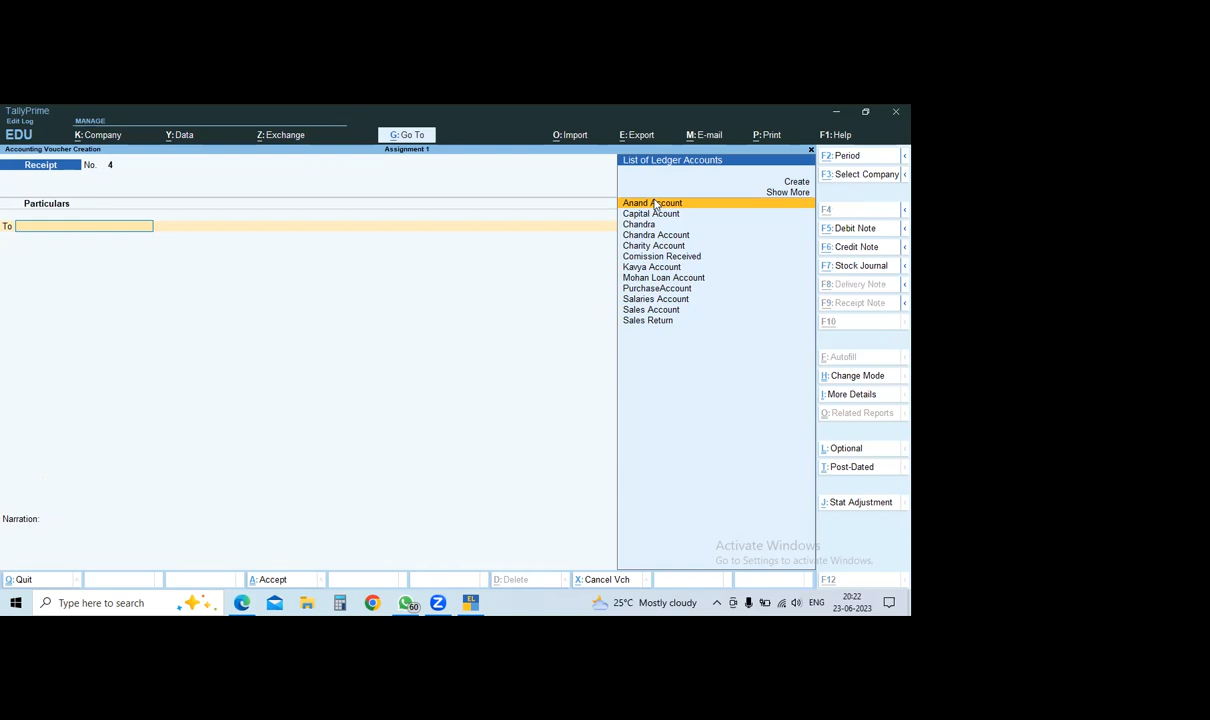 TallyPrime
Edit Log
MANAGE
EDU K:Company Y:Data Z:Exchange G:Go To O:Import E:Export M:E-mail P:Print F1:Help
Accounting Voucher Creation Assignment 1 x
Receipt No. 4
Particulars
To
Narration:
List of Ledger Accounts
Create
Show More
Anand Account
Capital Acount
Chandra
Chandra Account
Charity Account
Comission Received
Kavya Account
Mohan Loan Account
PurchaseAccount
Salaries Account
Sales Account
Sales Return
F2: Period
F3: Select Company
F4
F5: Debit Note
F6: Credit Note
F7: Stock Journal
F8: Delivery Note
F9: Receipt Note
F10
F: Autofill
H: Change Mode
I: More Details
O: Related Reports
L: Optional
T: Post-Dated
J: Stat Adjustment
Activate Windows
Go to Settings to activate Windows.
Q: Quit A: Accept D: Delete X: Cancel Vch F12
Type here to search 60 EL 25°C Mostly cloudy ENG 20:22
23-06-2023